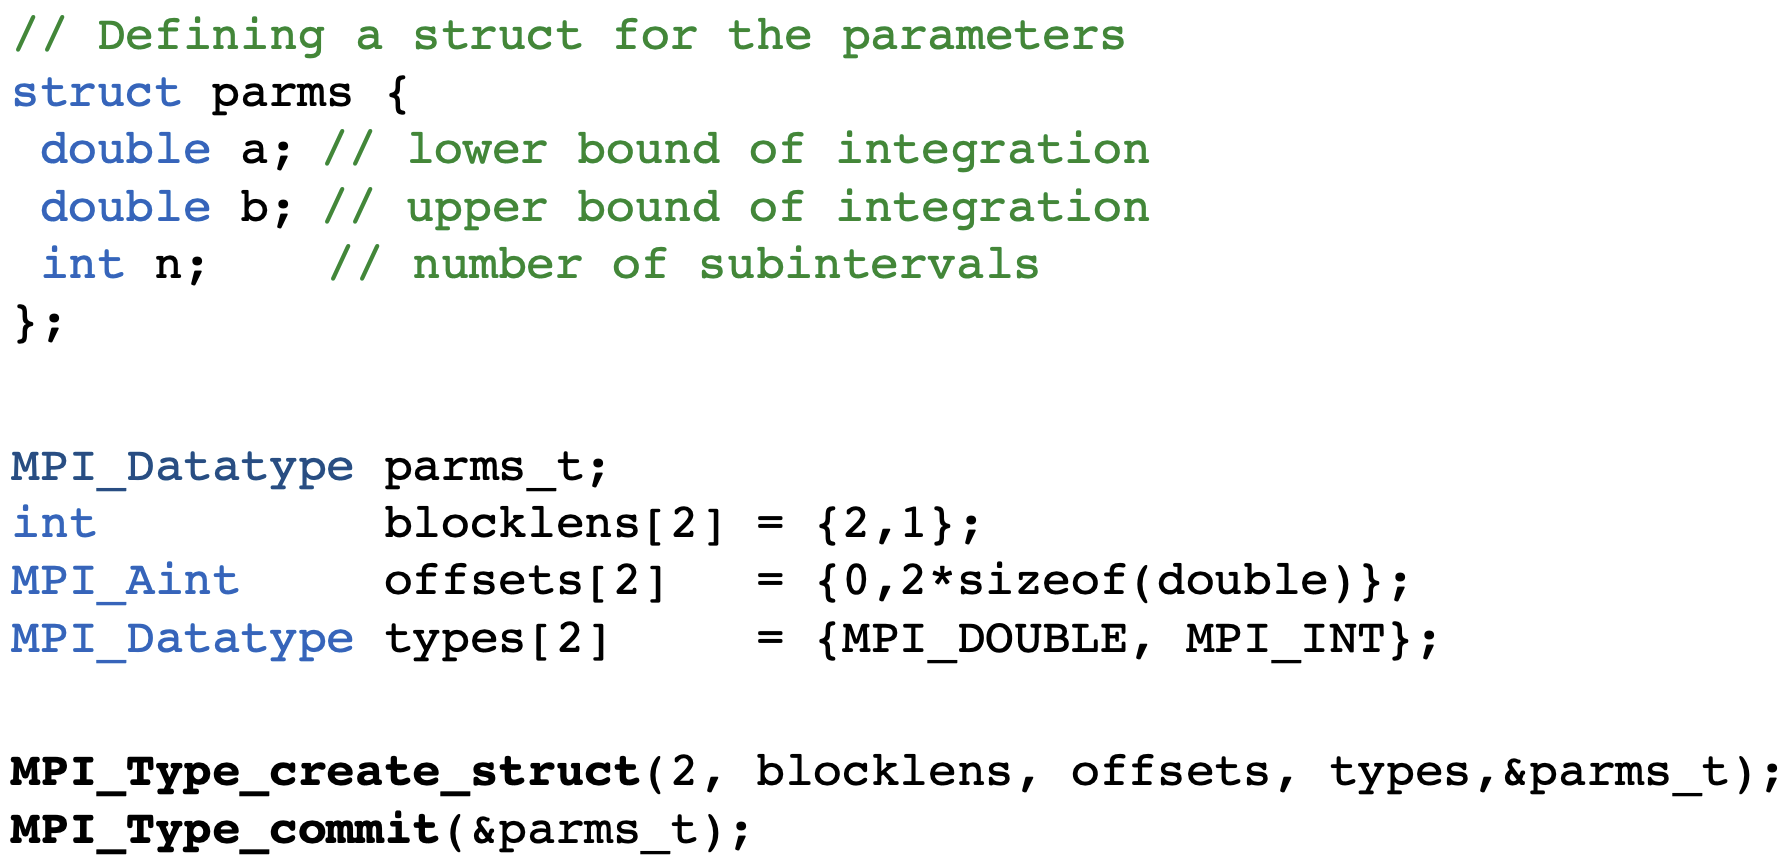 // Defining a struct for the parameters
struct parms {
 double a; // lower bound of integration
 double b; // upper bound of integration
 int n;    // number of subintervals
};
MPI_Datatype parms_t;
int          blocklens[2] = {2,1};
MPI_Aint     offsets[2]   = {0,2*sizeof(double)};
MPI_Datatype types[2]     = {MPI_DOUBLE, MPI_INT};
MPI_Type_create_struct(2, blocklens, offsets, types,&parms_t);
MPI_Type_commit(&parms_t);